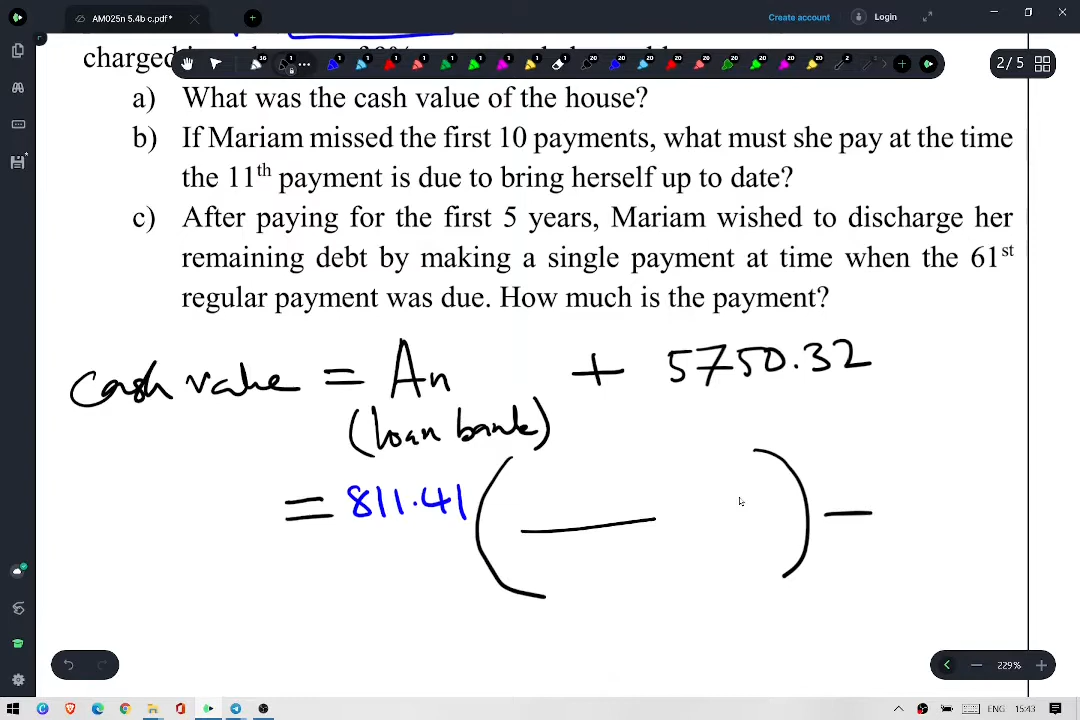 AM025n 5.4b c.pdf*
Create account
Login
charged
2/5
a) What was the cash value of the house?
b) If Mariam missed the first 10 payments, what must she pay at the time
the 11th payment is due to bring herself up to date?
c) After paying for the first 5 years, Mariam wished to discharge her
remaining debt by making a single payment at time when the 61st
regular payment was due. How much is the payment?
Cash value = An + 5750.32
(loan bank)
= 811.41 ( — ) —
229%
ENG 15:43